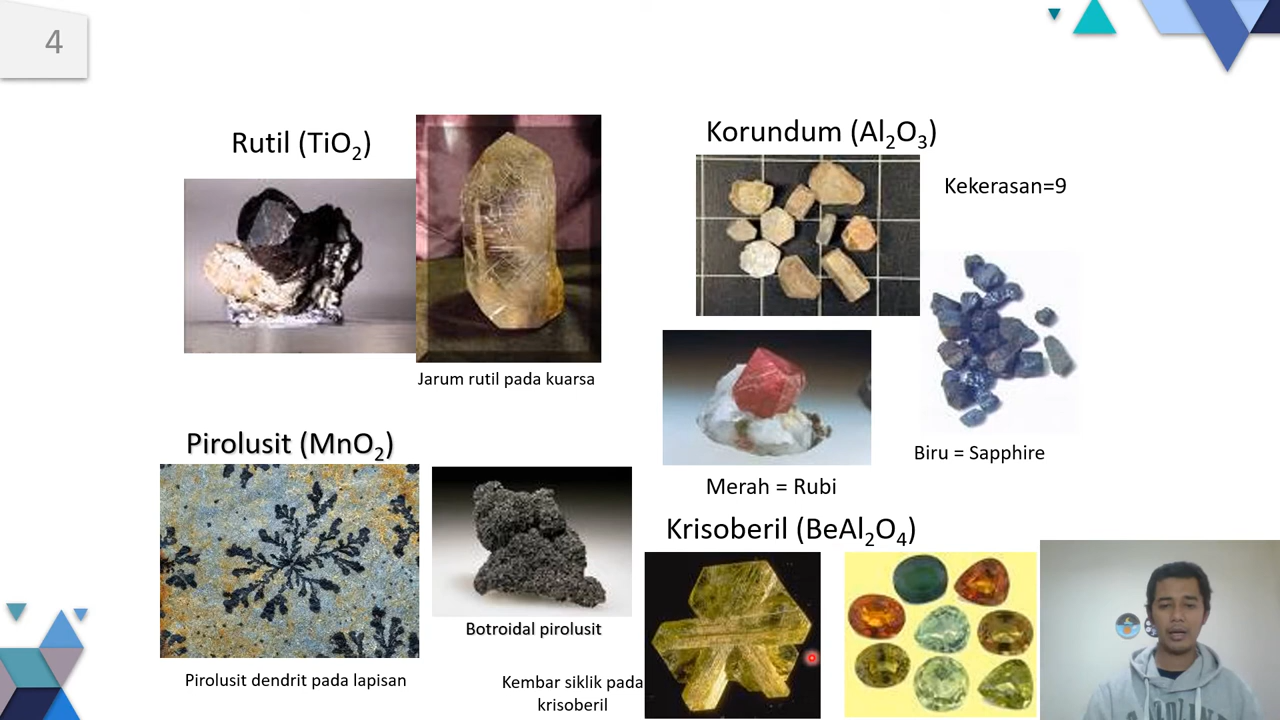 4
Rutil (TiO₂)
Jarum rutil pada kuarsa
Korundum (Al₂O₃)
Kekerasan=9
Biru = Sapphire
Merah = Rubi
Pirolusit (MnO₂)
Pirolusit dendrit pada lapisan
Botroidal pirolusit
Krisoberil (BeAl₂O₄)
Kembar siklik pada
krisoberil